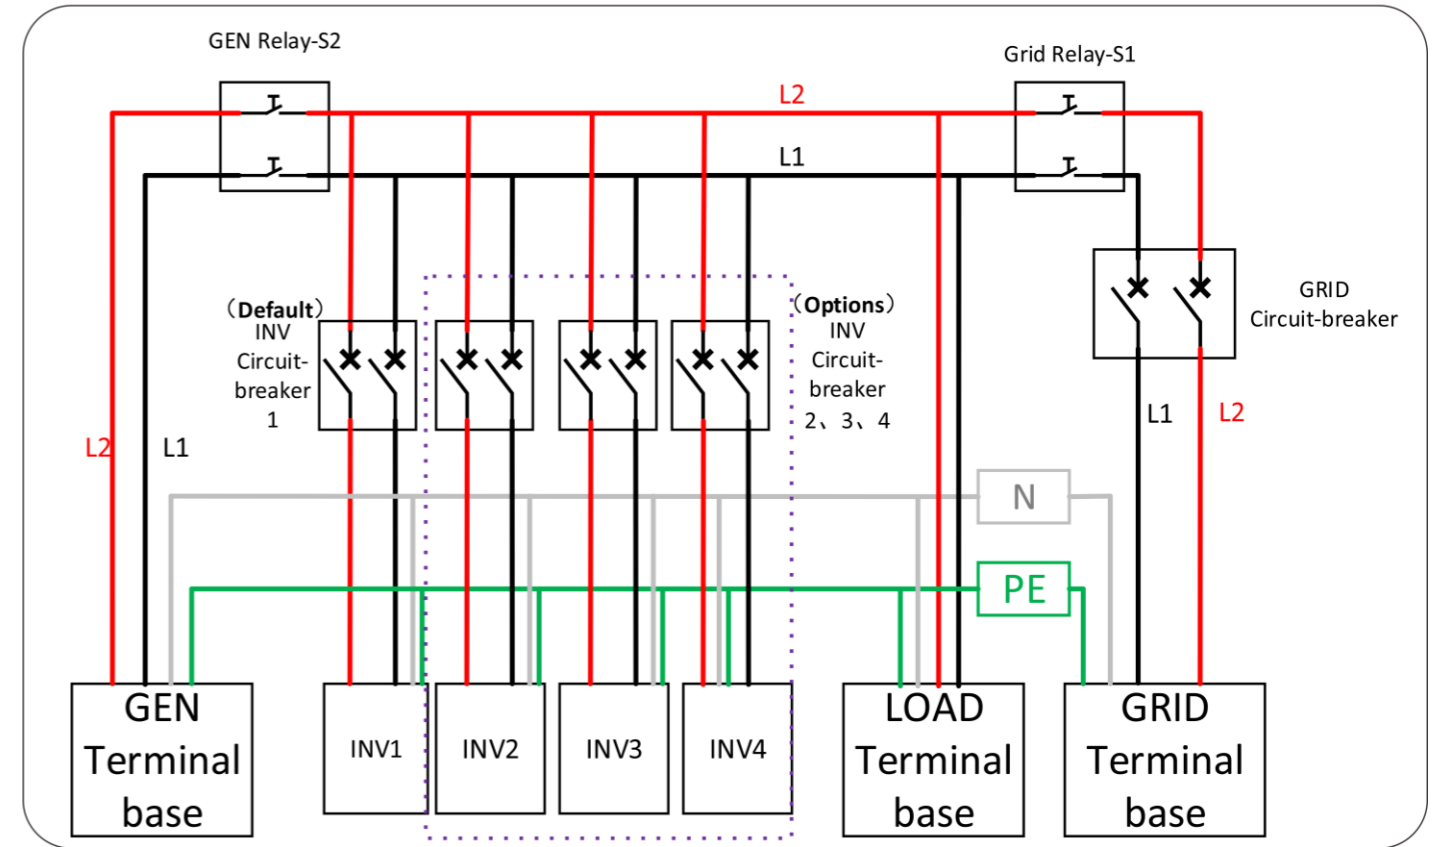 GEN Relay-S2
Grid Relay-S1
L2
L1
（Default）
INV
Circuit-
breaker
1
（Options）
INV
Circuit-
breaker
2、3、4
GRID
Circuit-breaker
L2
L1
L1
L2
N
PE
GEN
Terminal
base
INV1
INV2
INV3
INV4
LOAD
Terminal
base
GRID
Terminal
base